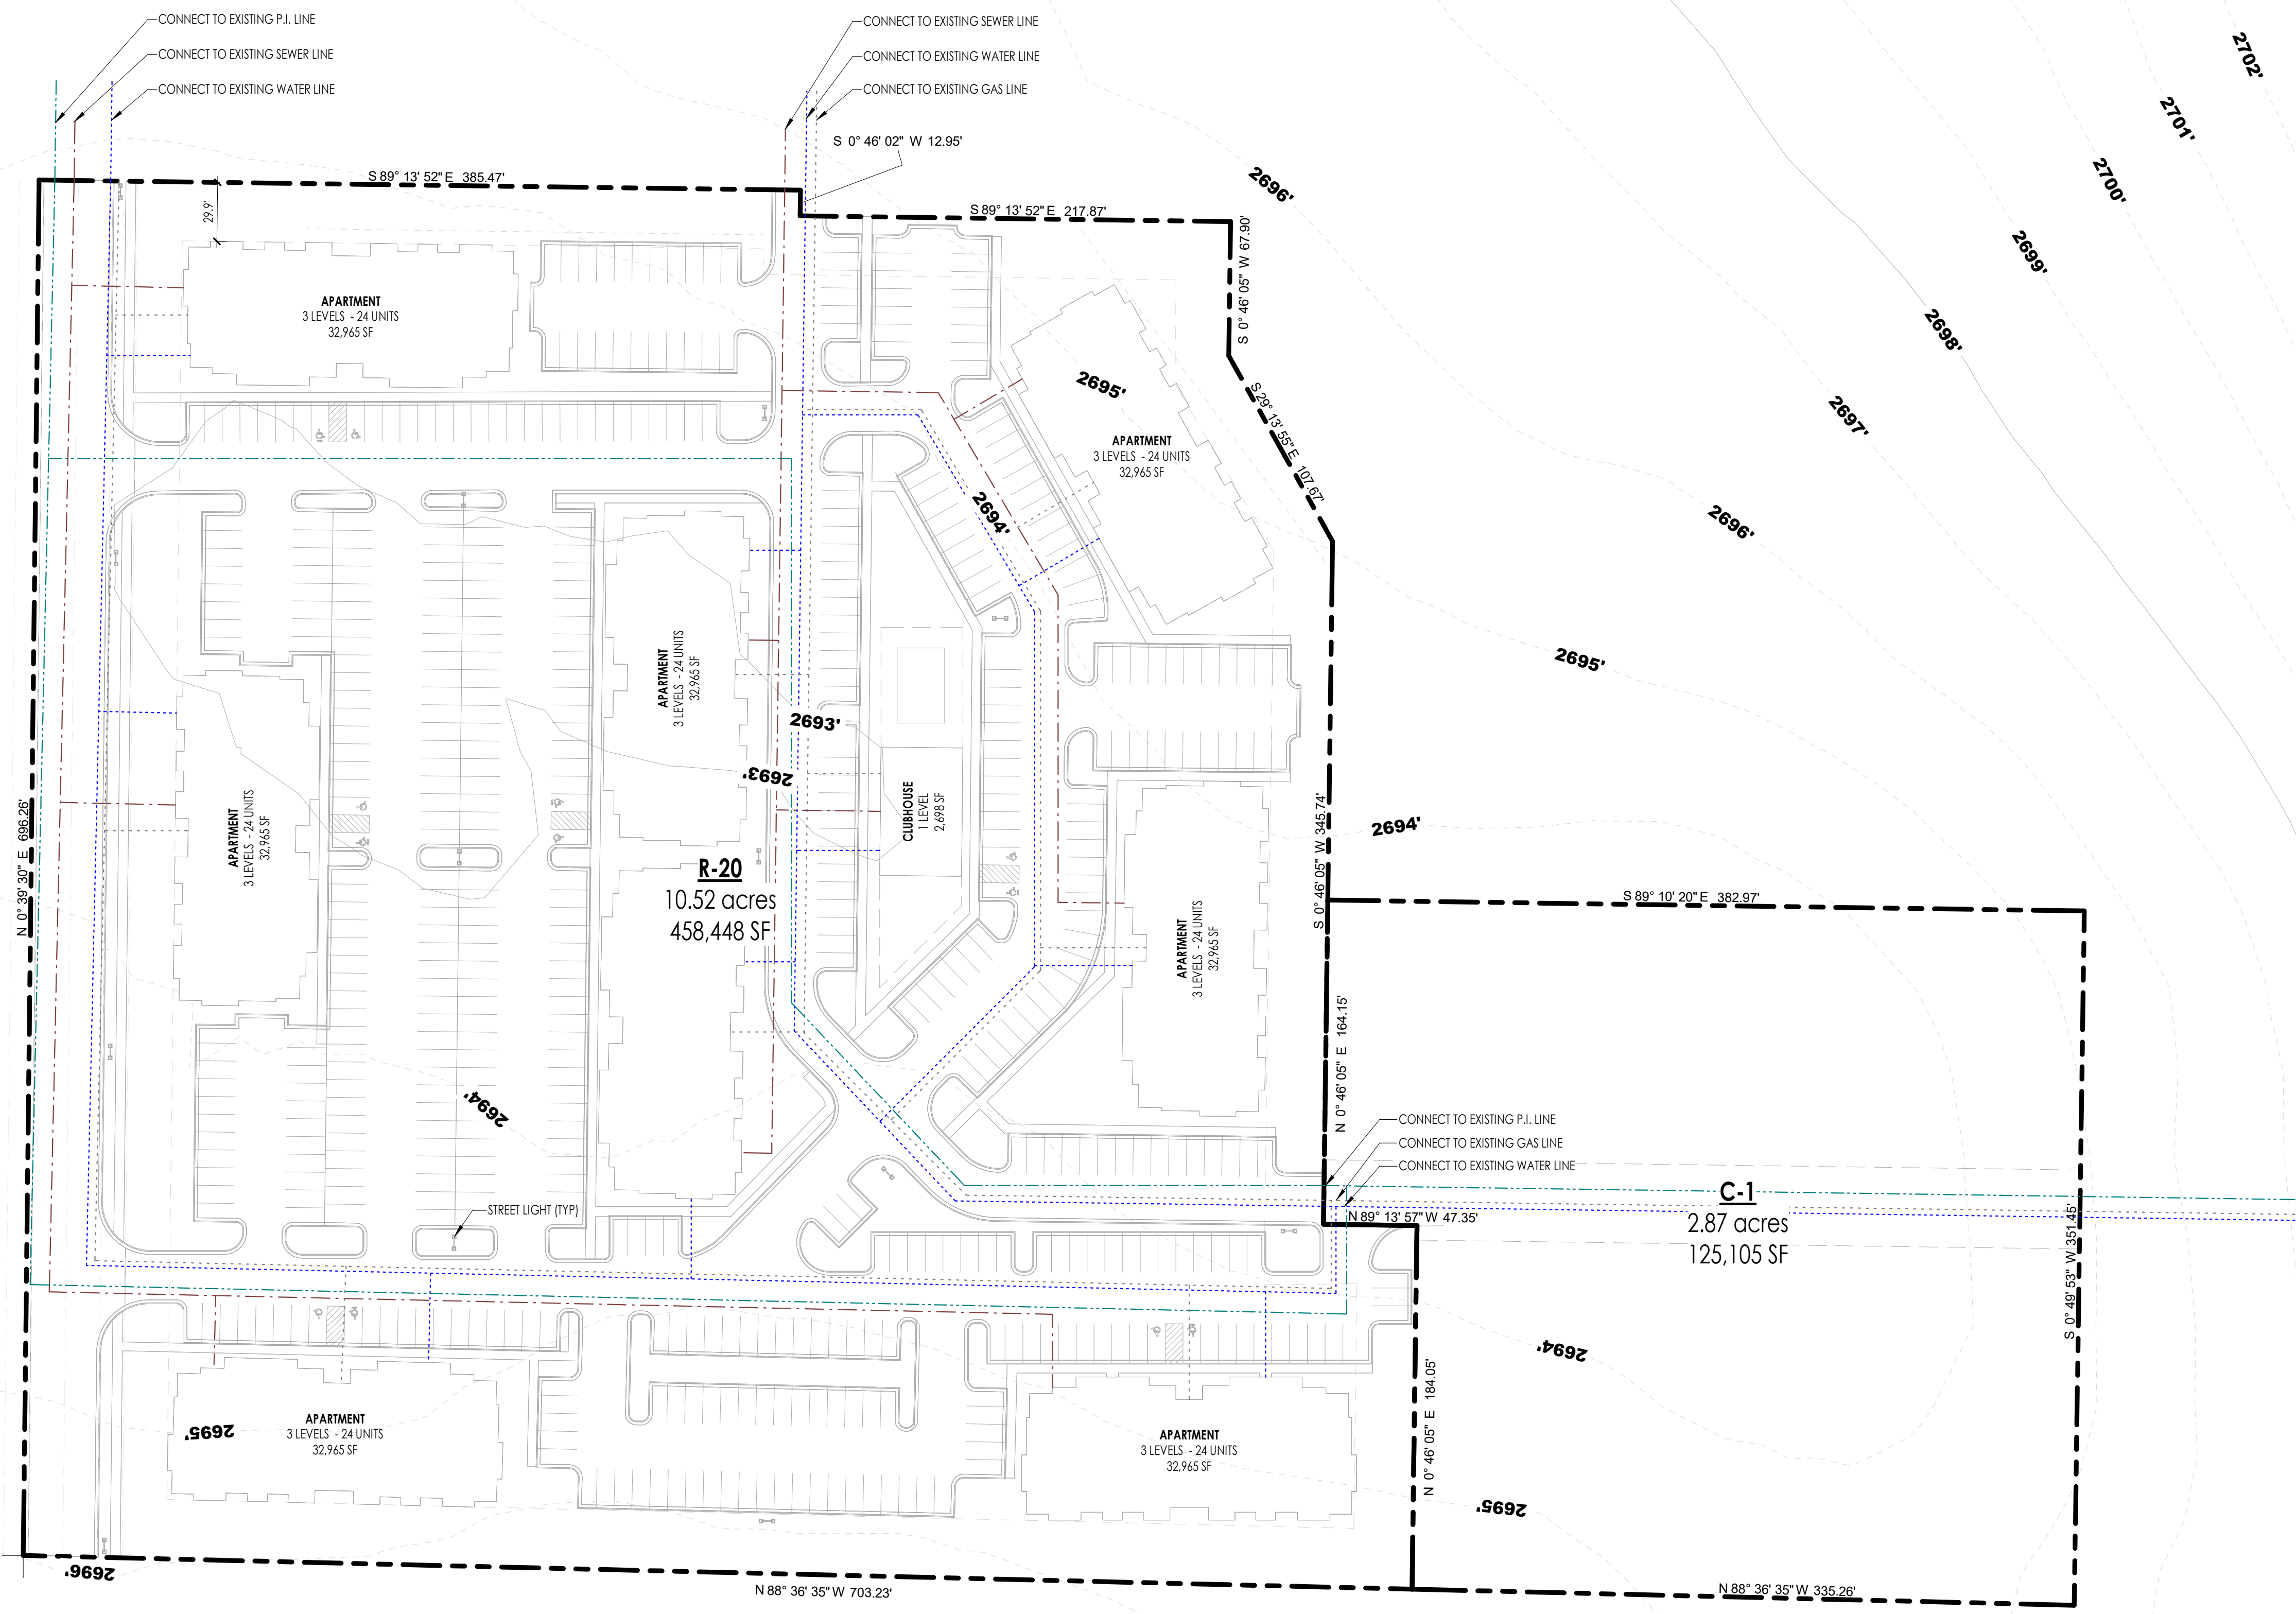 CONNECT TO EXISTING P.I. LINE
CONNECT TO EXISTING SEWER LINE
CONNECT TO EXISTING WATER LINE
CONNECT TO EXISTING SEWER LINE
CONNECT TO EXISTING WATER LINE
CONNECT TO EXISTING GAS LINE
S 0° 46' 02" W 12.95'
S 89° 13' 52" E 385.47'
S 89° 13' 52" E 217.87'
29.9'
S 0° 46' 05" W 67.90'
2696'
2702'
2701'
2700'
2699'
2698'
2697'
2696'
2695'
APARTMENT
3 LEVELS - 24 UNITS
32,965 SF
2695'
APARTMENT
3 LEVELS - 24 UNITS
32,965 SF
S 29° 13' 55" E 107.67'
2694'
APARTMENT
3 LEVELS - 24 UNITS
32,965 SF
2693'
2693'
APARTMENT
3 LEVELS - 24 UNITS
32,965 SF
CLUBHOUSE
1 LEVEL
2,698 SF
N 0° 39' 30" E 696.26'
R-20
10.52 acres
458,448 SF
S 0° 46' 05" W 345.74'
2694'
S 89° 10' 20" E 382.97'
APARTMENT
3 LEVELS - 24 UNITS
32,965 SF
N 0° 46' 05" E 164.15'
2694'
CONNECT TO EXISTING P.I. LINE
CONNECT TO EXISTING GAS LINE
CONNECT TO EXISTING WATER LINE
STREET LIGHT (TYP)
N 89° 13' 57" W 47.35'
C-1
2.87 acres
125,105 SF
S 0° 49' 53" W 351.45'
2694'
N 0° 46' 05" E 184.05'
2695'
APARTMENT
3 LEVELS - 24 UNITS
32,965 SF
APARTMENT
3 LEVELS - 24 UNITS
32,965 SF
2695'
2696'
N 88° 36' 35" W 703.23'
N 88° 36' 35" W 335.26'